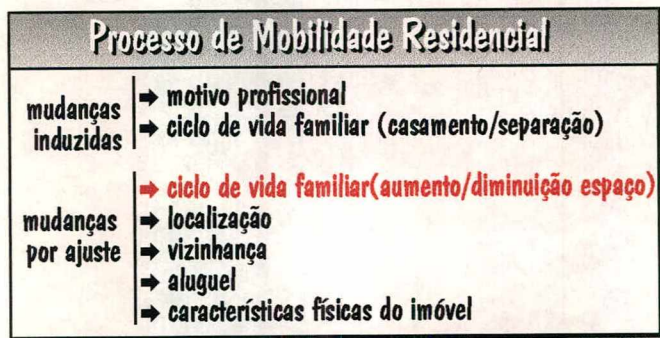 Processo de Mobilidade Residencial
mudanças induzidas
➡ motivo profissional
➡ ciclo de vida familiar (casamento/separação)
mudanças por ajuste
➡ ciclo de vida familiar(aumento/diminuição espaço)
➡ localização
➡ vizinhança
➡ aluguel
➡ características físicas do imóvel